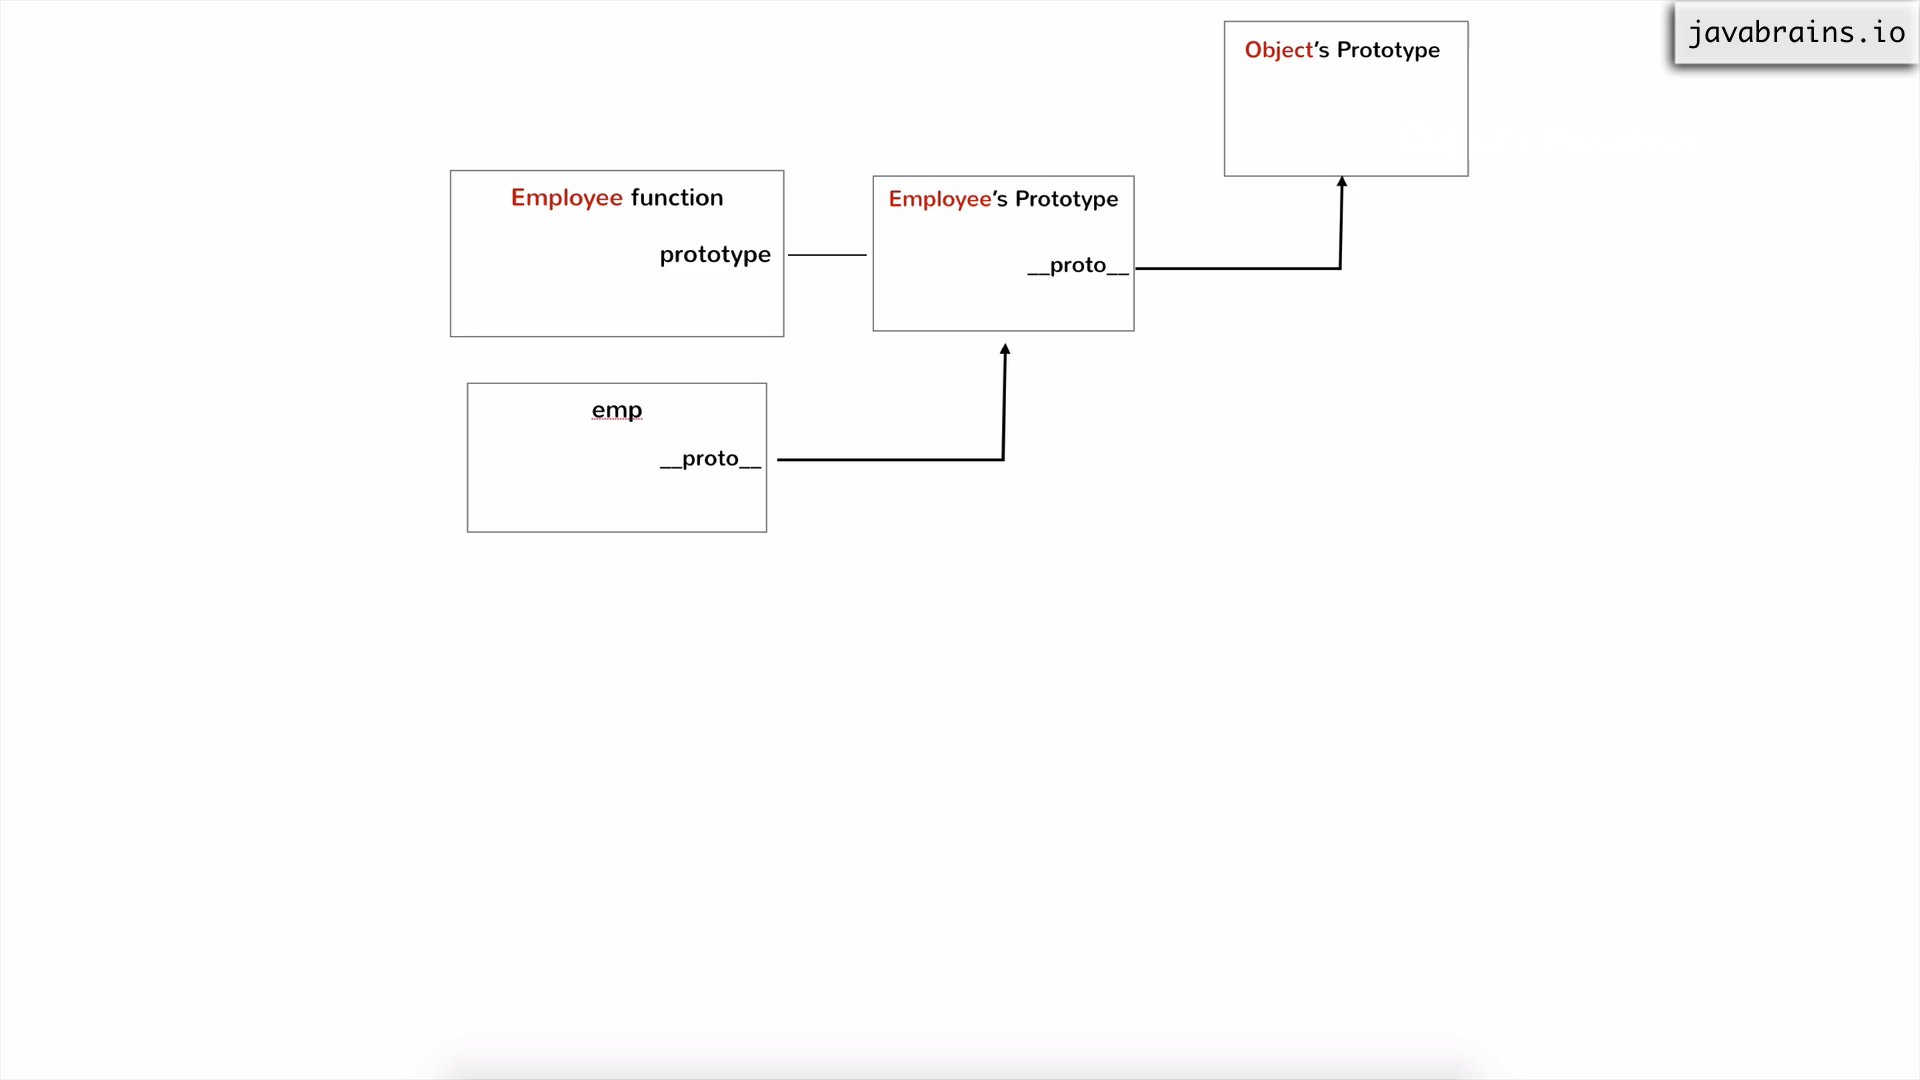 javabrains.io
Object's Prototype
Employee function
prototype
Employee's Prototype
__proto__
emp
__proto__